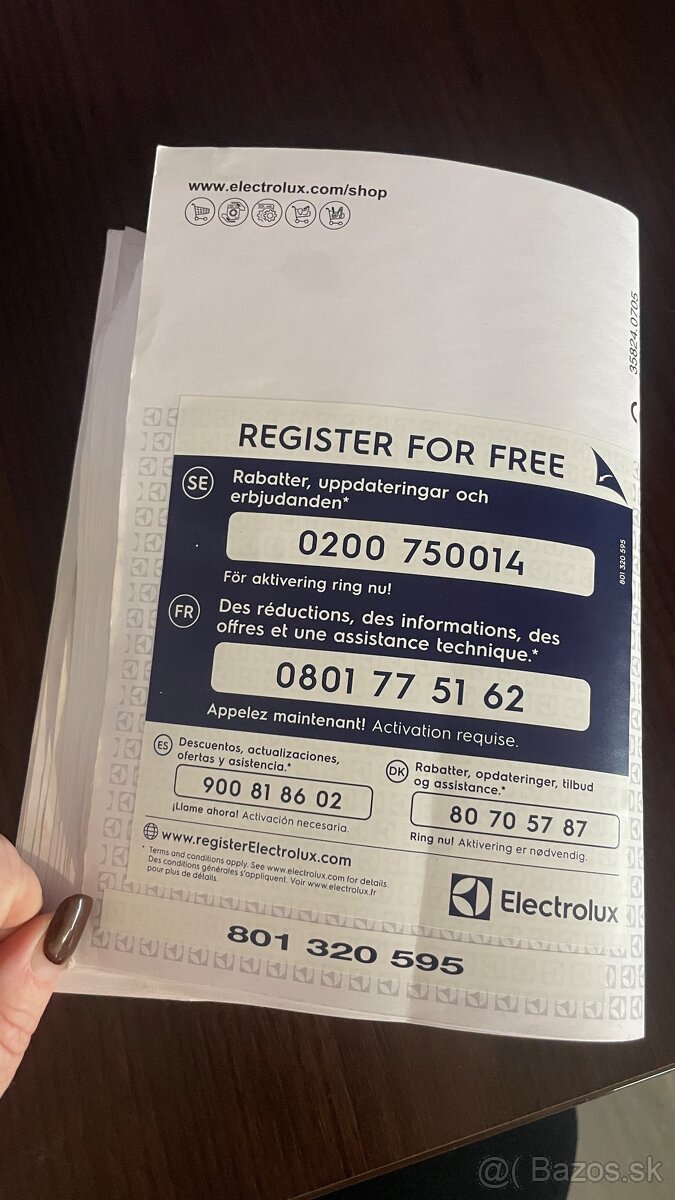 www.electrolux.com/shop
35824.0705
REGISTER FOR FREE
SE
Rabatter, uppdateringar och
erbjudanden*
0200 750014
För aktivering ring nu!
801 320 595
FR
Des réductions, des informations, des
offres et une assistance technique.*
0801 77 51 62
Appelez maintenant! Activation requise.
ES
Descuentos, actualizaciones,
ofertas y asistencia.*
900 81 86 02
¡Llame ahora! Activación necesaria.
DK
Rabatter, opdateringer, tilbud
og assistance.*
80 70 57 87
Ring nu! Aktivering er nødvendig.
www.registerElectrolux.com
* Terms and conditions apply. See www.electrolux.com for details.
Des conditions générales s'appliquent. Voir www.electrolux.fr
pour plus de détails.
Electrolux
801 320 595
@( Bazos.sk